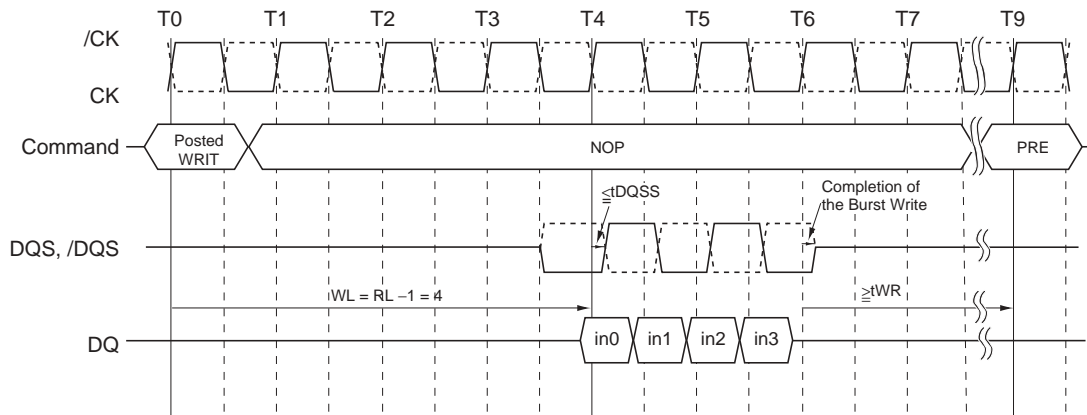 T0 T1 T2 T3 T4 T5 T6 T7 T9
/CK
CK
Command
Posted
WRIT
NOP
PRE
≦tDQSS
Completion of
the Burst Write
DQS, /DQS
WL = RL –1 = 4
≧tWR
DQ
in0 in1 in2 in3